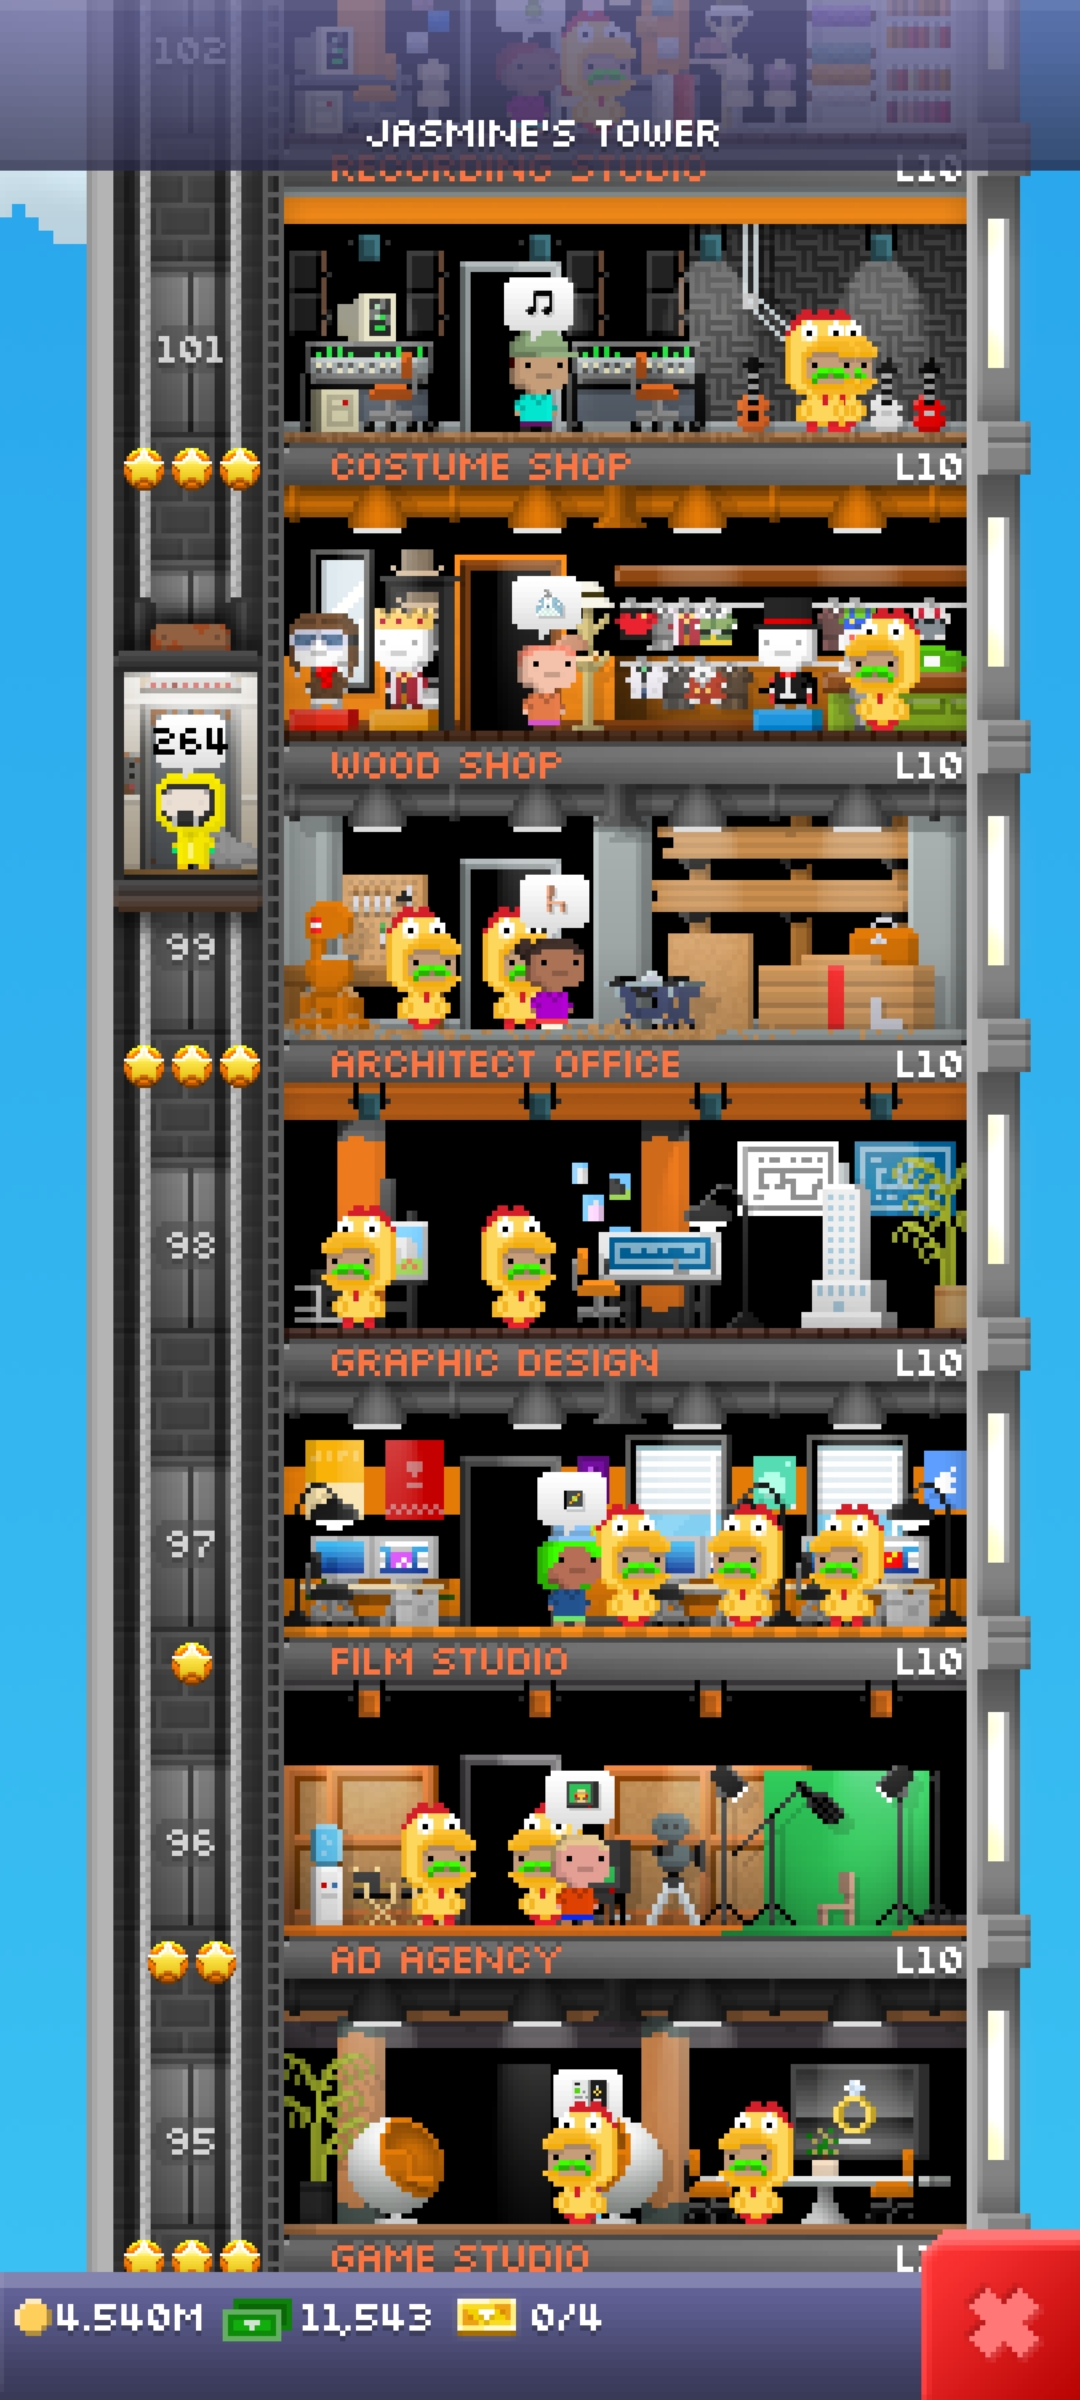 102
JASMINE'S TOWER
RECORDING STUDIO L10
101
COSTUME SHOP L10
264
WOOD SHOP L10
99
ARCHITECT OFFICE L10
98
GRAPHIC DESIGN L10
97
FILM STUDIO L10
96
AD AGENCY L10
95
GAME STUDIO
4.540M 11,543 0/4